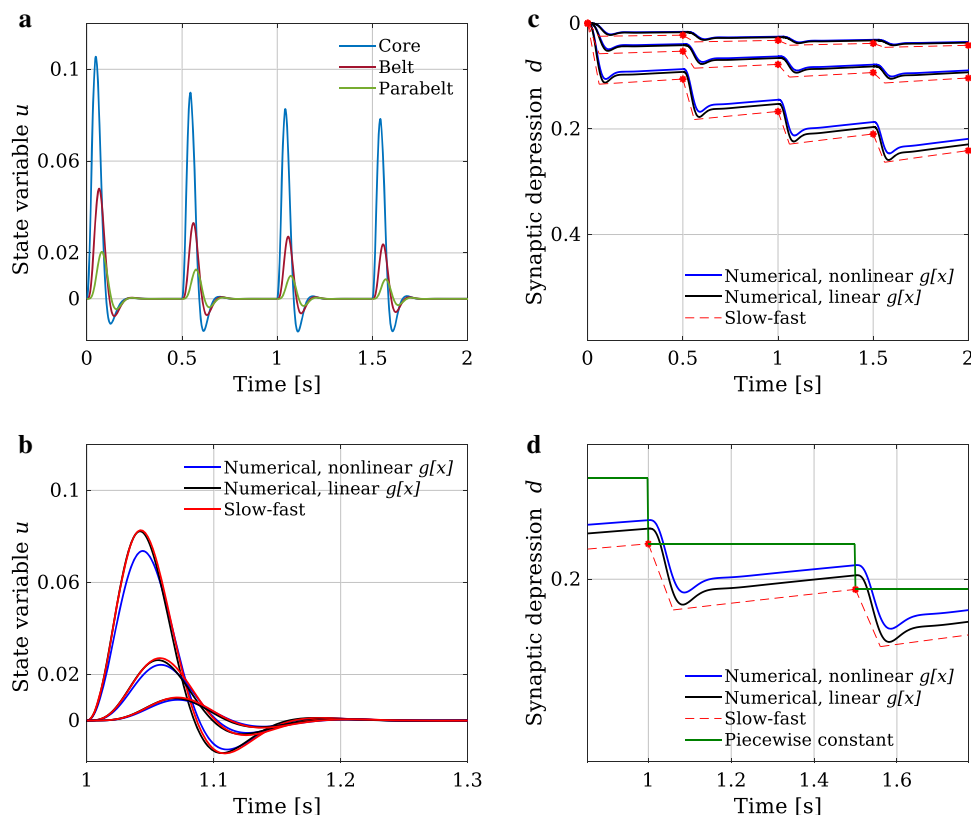 a
State variable u
0.1
0.06
0.02
0
Core
Belt
Parabelt
0
0.5
1
1.5
2
Time [s]
c
Synaptic depression d
0
0.2
0.4
Numerical, nonlinear g[x]
Numerical, linear g[x]
Slow-fast
0
0.5
1
1.5
2
Time [s]
b
State variable u
0.1
0.06
0.02
0
Numerical, nonlinear g[x]
Numerical, linear g[x]
Slow-fast
1
1.1
1.2
1.3
Time [s]
d
Synaptic depression d
0.2
Numerical, nonlinear g[x]
Numerical, linear g[x]
Slow-fast
Piecewise constant
1
1.2
1.4
1.6
Time [s]